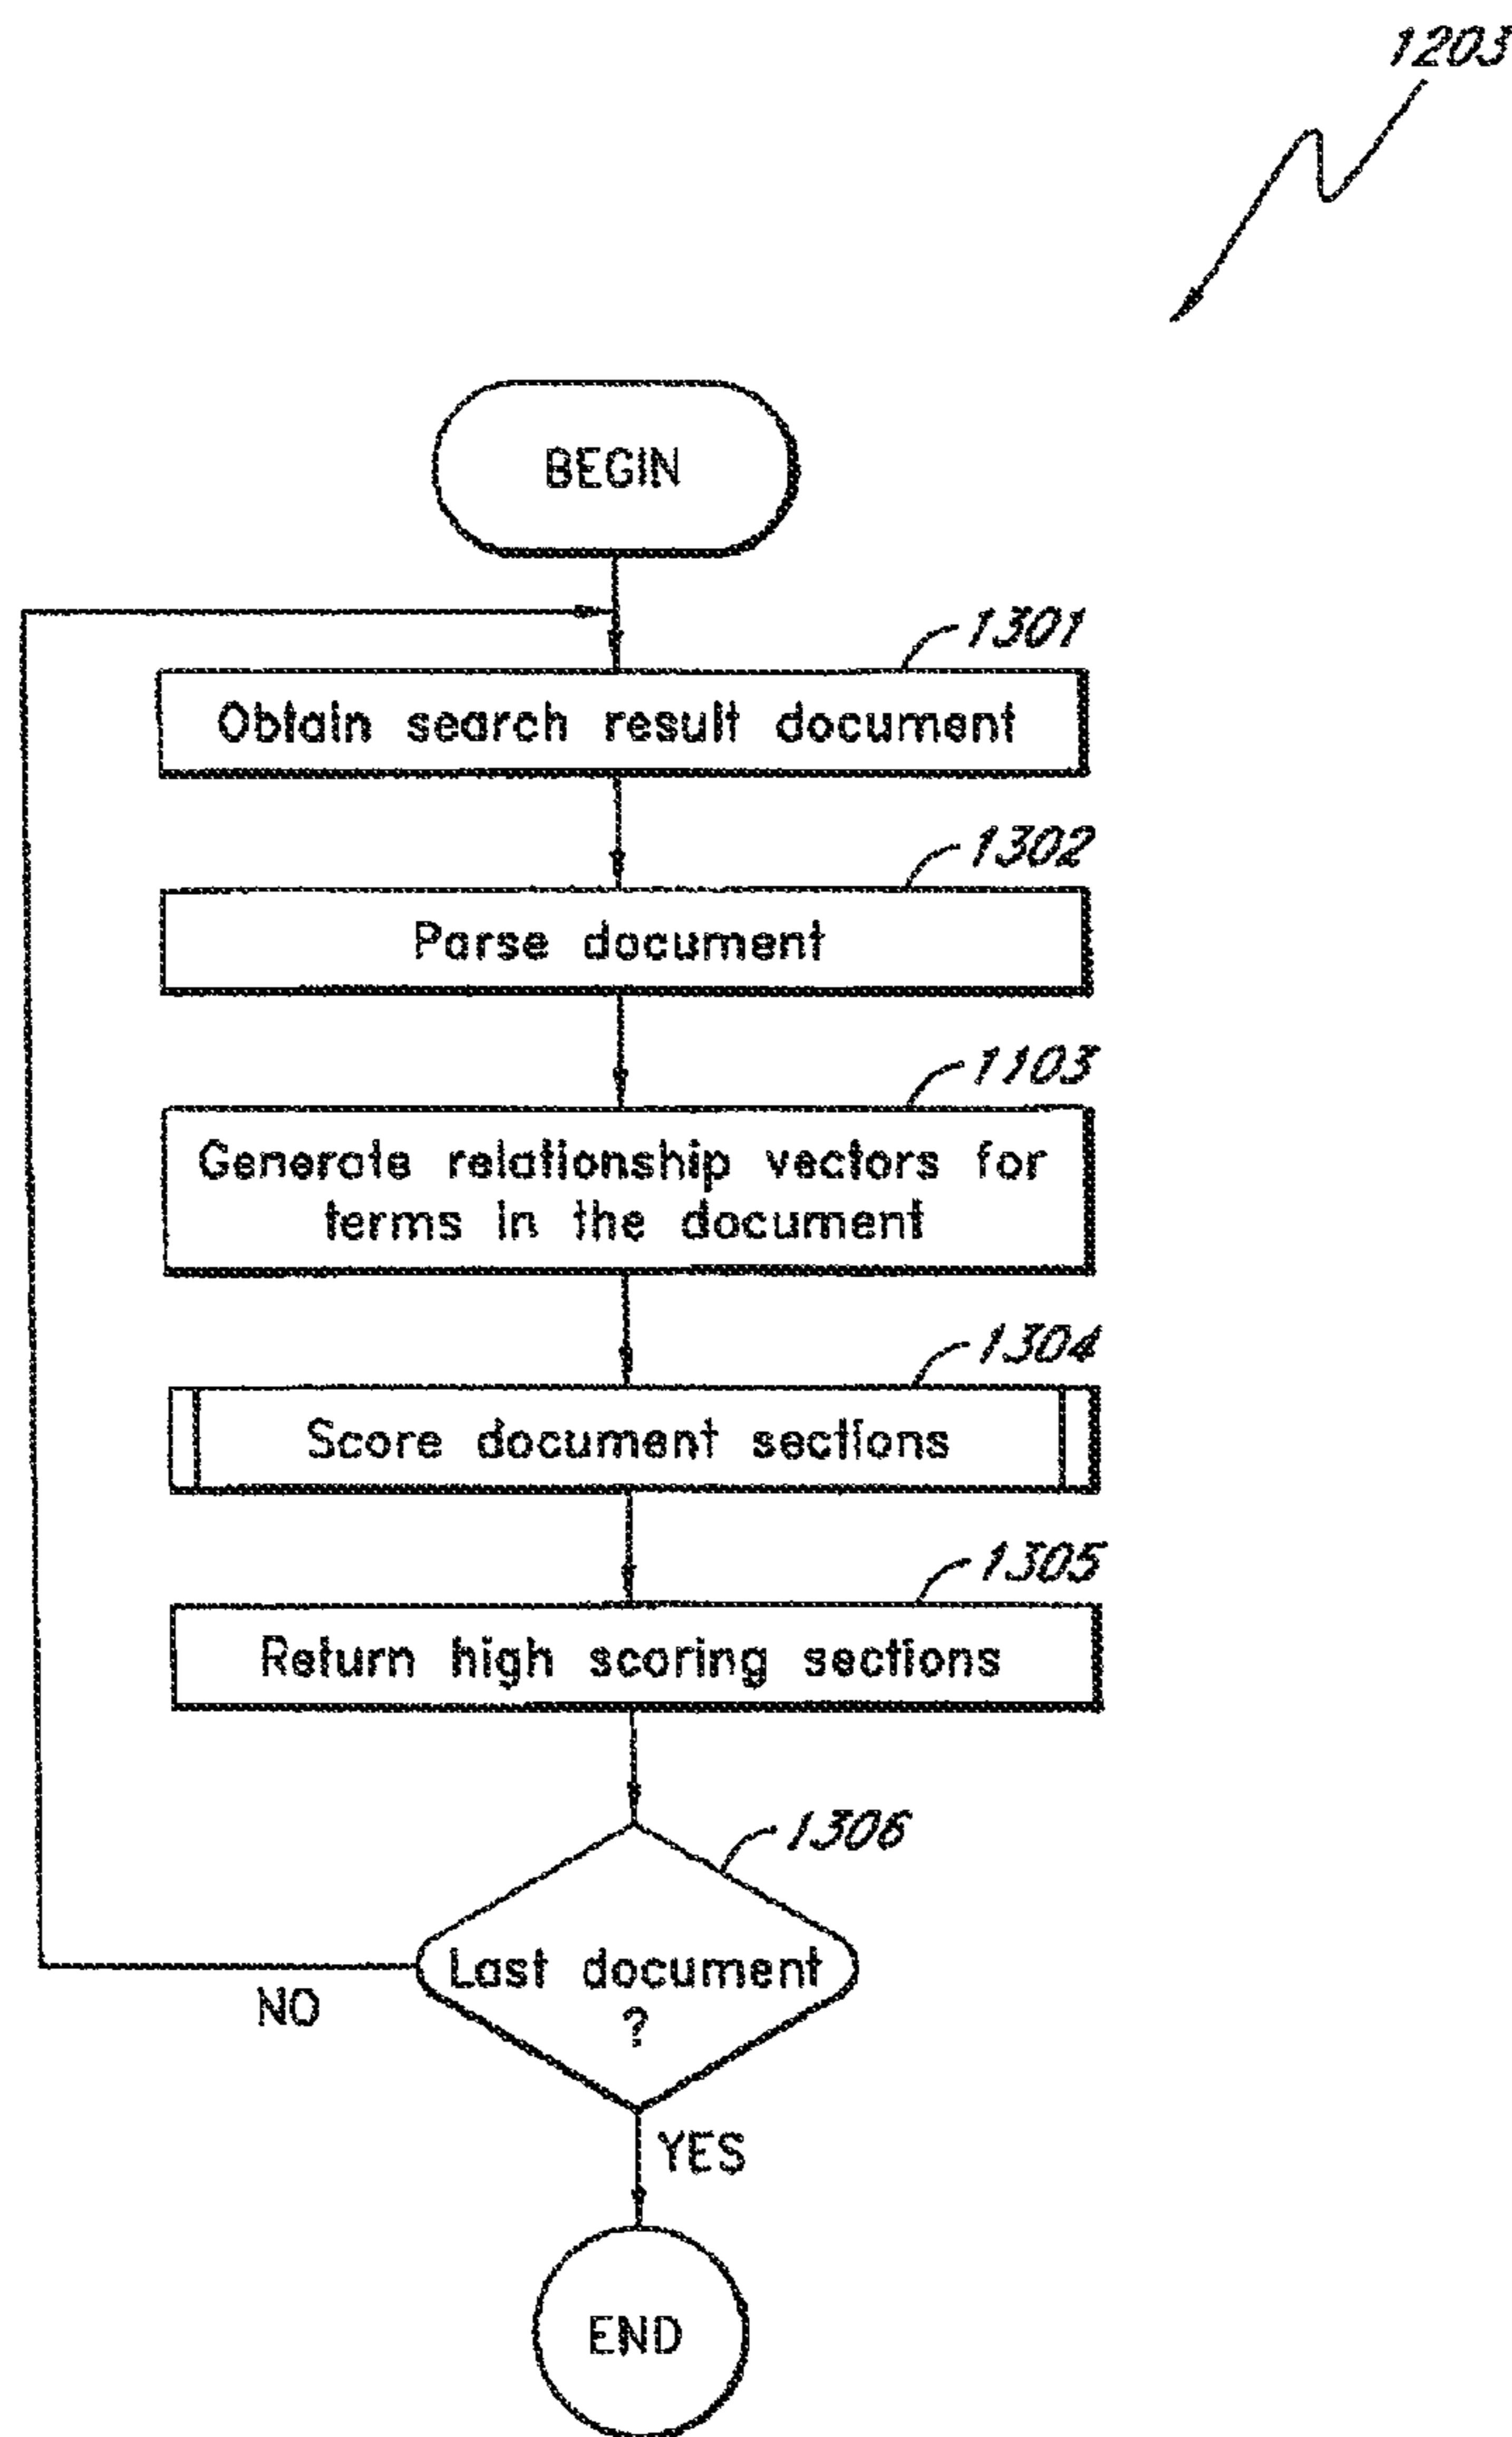 1203
BEGIN
1301
Obtain search result document
1302
Parse document
1103
Generate relationship vectors for
terms in the document
1304
Score document sections
1305
Return high scoring sections
1306
Last document
?
NO
YES
END